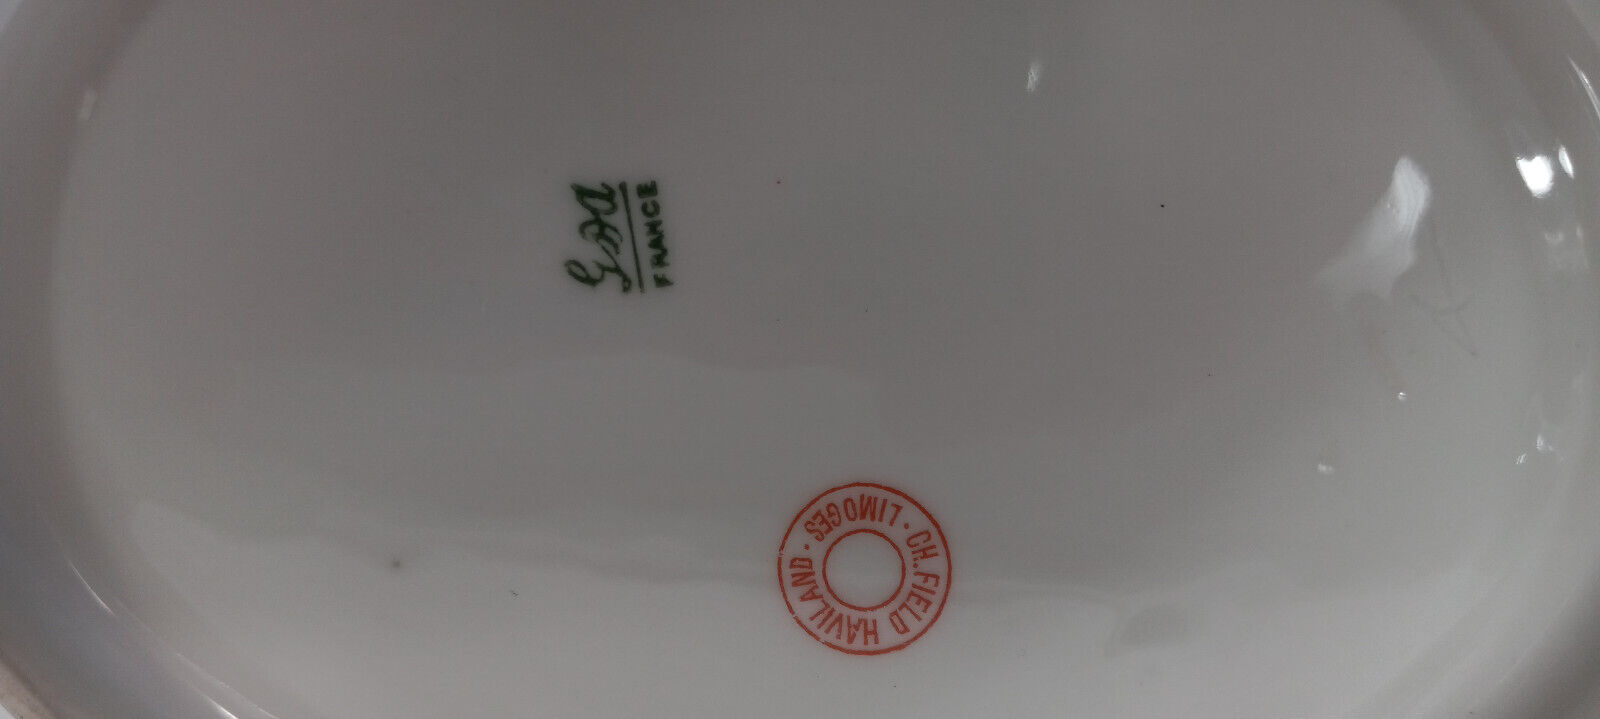 GDA
FRANCE
CH. FIELD HAVILAND · LIMOGES ·